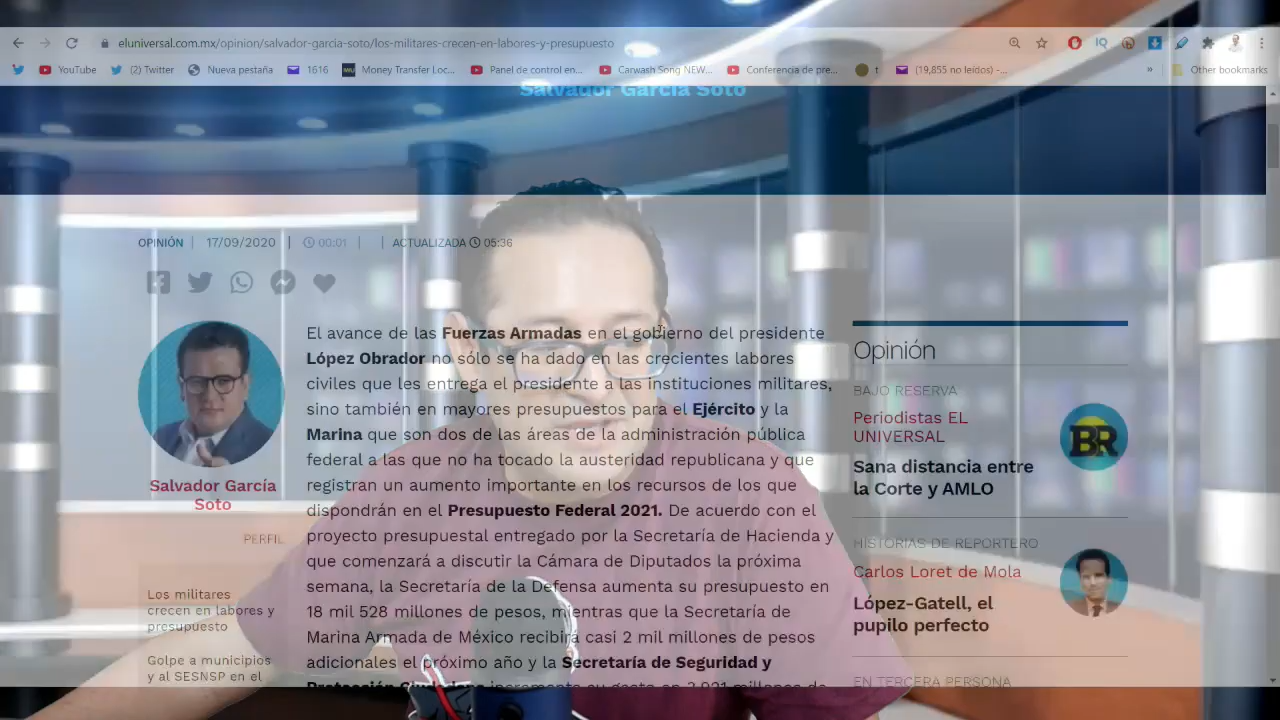 eluniversal.com.mx/opinion/salvador-garcia-soto/los-militares-crecen-en-labores-y-presupuesto
YouTube
(2) Twitter
Nueva pestaña
1616
Money Transfer Loc...
Panel de control en...
Carwash Song NEW...
Conferencia de pre...
t
(19,855 no leídos) -...
»
Other bookmarks
Salvador García Soto
OPINIÓN | 17/09/2020 | 00:01 | | ACTUALIZADA 05:36
El avance de las Fuerzas Armadas en el gobierno del presidente
López Obrador no sólo se ha dado en las crecientes labores
civiles que les entrega el presidente a las instituciones militares,
sino también en mayores presupuestos para el Ejército y la
Marina que son dos de las áreas de la administración pública
federal a las que no ha tocado la austeridad republicana y que
registran un aumento importante en los recursos de los que
dispondrán en el Presupuesto Federal 2021. De acuerdo con el
proyecto presupuestal entregado por la Secretaría de Hacienda y
que comenzará a discutir la Cámara de Diputados la próxima
semana, la Secretaría de la Defensa aumenta su presupuesto en
18 mil 528 millones de pesos, mientras que la Secretaría de
Marina Armada de México recibirá casi 2 mil millones de pesos
adicionales el próximo año y la Secretaría de Seguridad y
Salvador García
Soto
PERFIL
Los militares
crecen en labores y
presupuesto
Golpe a municipios
y al SESNSP en el
Opinión
BAJO RESERVA
Periodistas EL
UNIVERSAL
BR
Sana distancia entre
la Corte y AMLO
HISTORIAS DE REPORTERO
Carlos Loret de Mola
López-Gatell, el
pupilo perfecto
EN TERCERA PERSONA